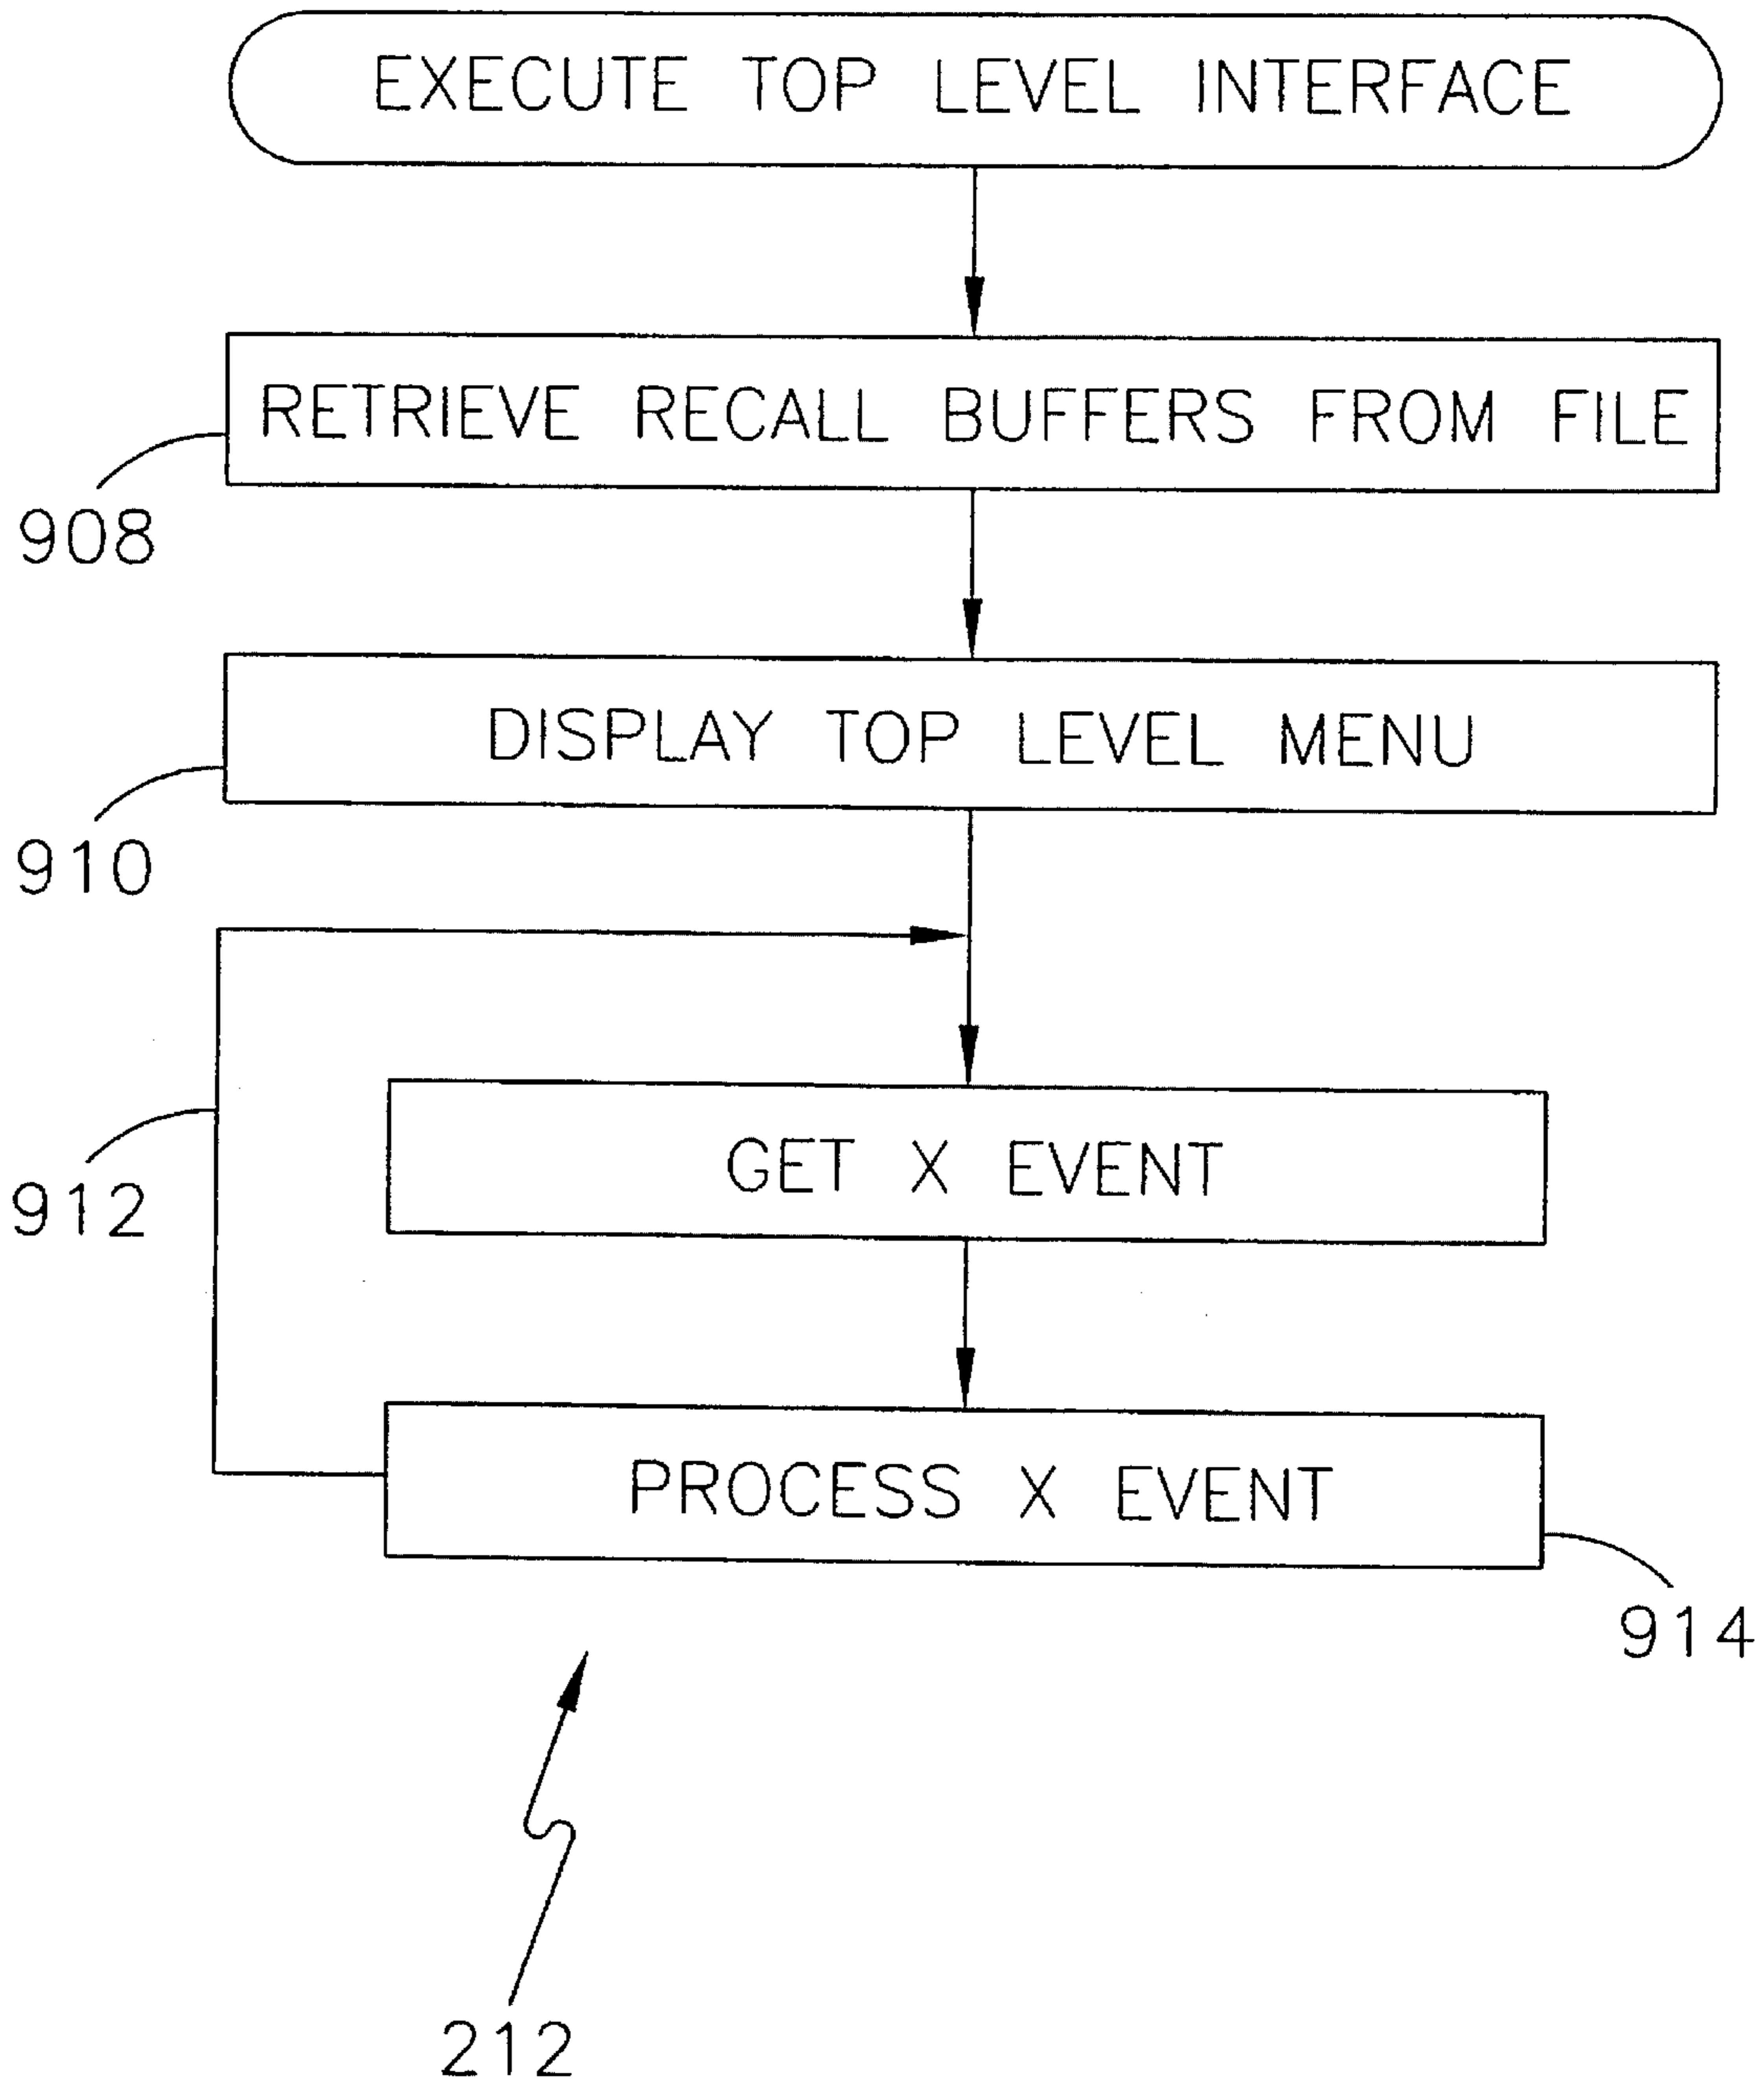 EXECUTE TOP LEVEL INTERFACE
RETRIEVE RECALL BUFFERS FROM FILE
908
DISPLAY TOP LEVEL MENU
910
912
GET X EVENT
PROCESS X EVENT
914
212